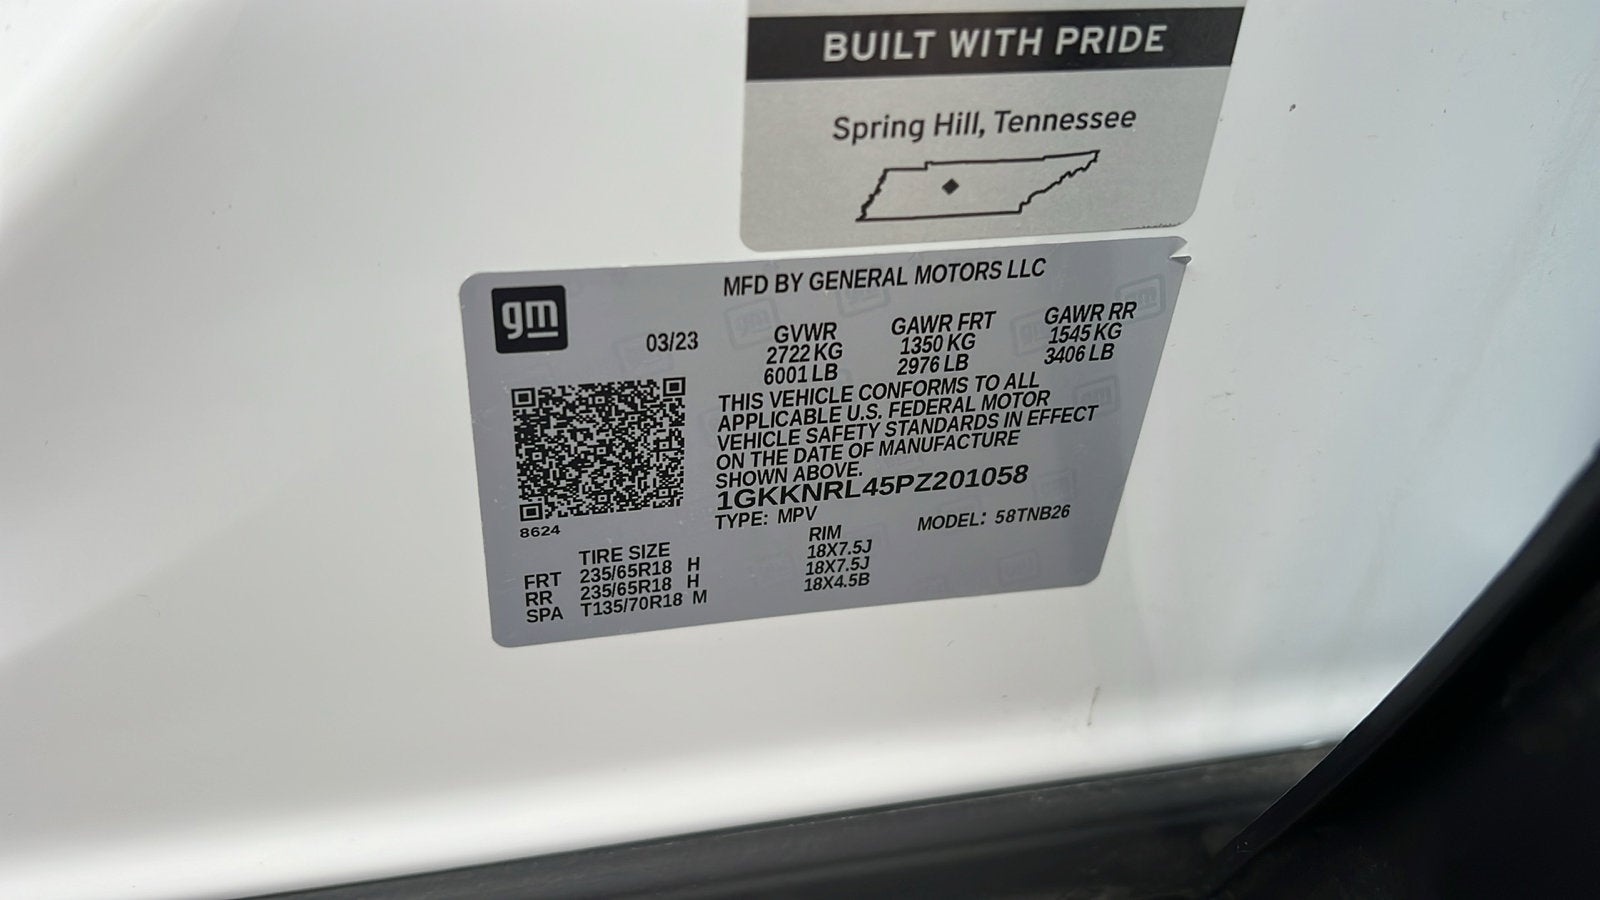 BUILT WITH PRIDE
Spring Hill, Tennessee
gm
MFD BY GENERAL MOTORS LLC
03/23
GVWR GAWR FRT GAWR RR
2722 KG 1350 KG 1545 KG
6001 LB 2976 LB 3406 LB
THIS VEHICLE CONFORMS TO ALL
APPLICABLE U.S. FEDERAL MOTOR
VEHICLE SAFETY STANDARDS IN EFFECT
ON THE DATE OF MANUFACTURE
SHOWN ABOVE.
1GKKNRL45PZ201058
TYPE: MPV MODEL: 58TNB26
8624
TIRE SIZE RIM
FRT 235/65R18 H 18X7.5J
RR 235/65R18 H 18X7.5J
SPA T135/70R18 M 18X4.5B